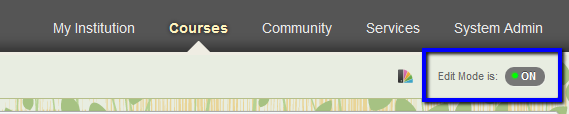 My Institution Courses Community Services System Admin
Edit Mode is: ON